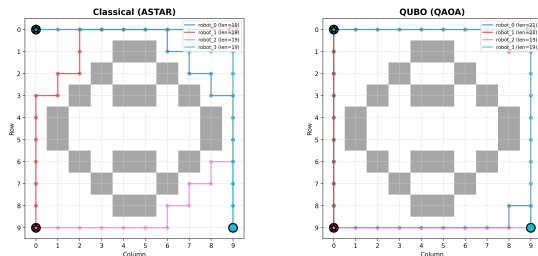 Classical (ASTAR)
robot_0 (len=19)
robot_1 (len=19)
robot_2 (len=19)
robot_3 (len=19)
Row
0
1
2
3
4
5
6
7
8
9
0 1 2 3 4 5 6 7 8 9
Column
QUBO (QAOA)
robot_0 (len=21)
robot_1 (len=21)
robot_2 (len=19)
robot_3 (len=19)
Row
0
1
2
3
4
5
6
7
8
9
0 1 2 3 4 5 6 7 8 9
Column